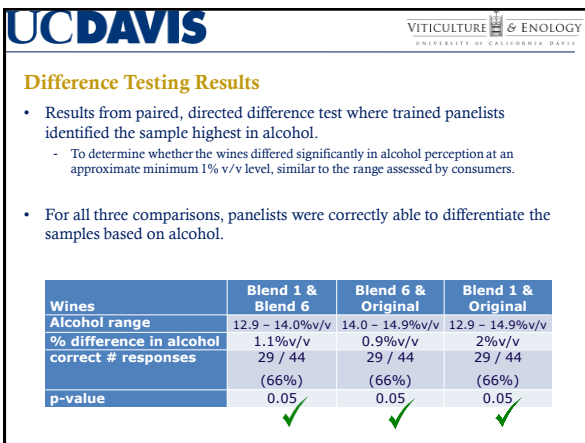 UCDAVIS
VITICULTURE & ENOLOGY
UNIVERSITY OF CALIFORNIA DAVIS
Difference Testing Results
• Results from paired, directed difference test where trained panelists
identified the sample highest in alcohol.
- To determine whether the wines differed significantly in alcohol perception at an
approximate minimum 1% v/v level, similar to the range assessed by consumers.
• For all three comparisons, panelists were correctly able to differentiate the
samples based on alcohol.
Wines Blend 1 & Blend 6 & Blend 1 &
Blend 6 Original Original
Alcohol range 12.9 – 14.0%v/v 14.0 – 14.9%v/v 12.9 – 14.9%v/v
% difference in alcohol 1.1%v/v 0.9%v/v 2%v/v
correct # responses 29 / 44 29 / 44 29 / 44
(66%) (66%) (66%)
p-value 0.05 0.05 0.05